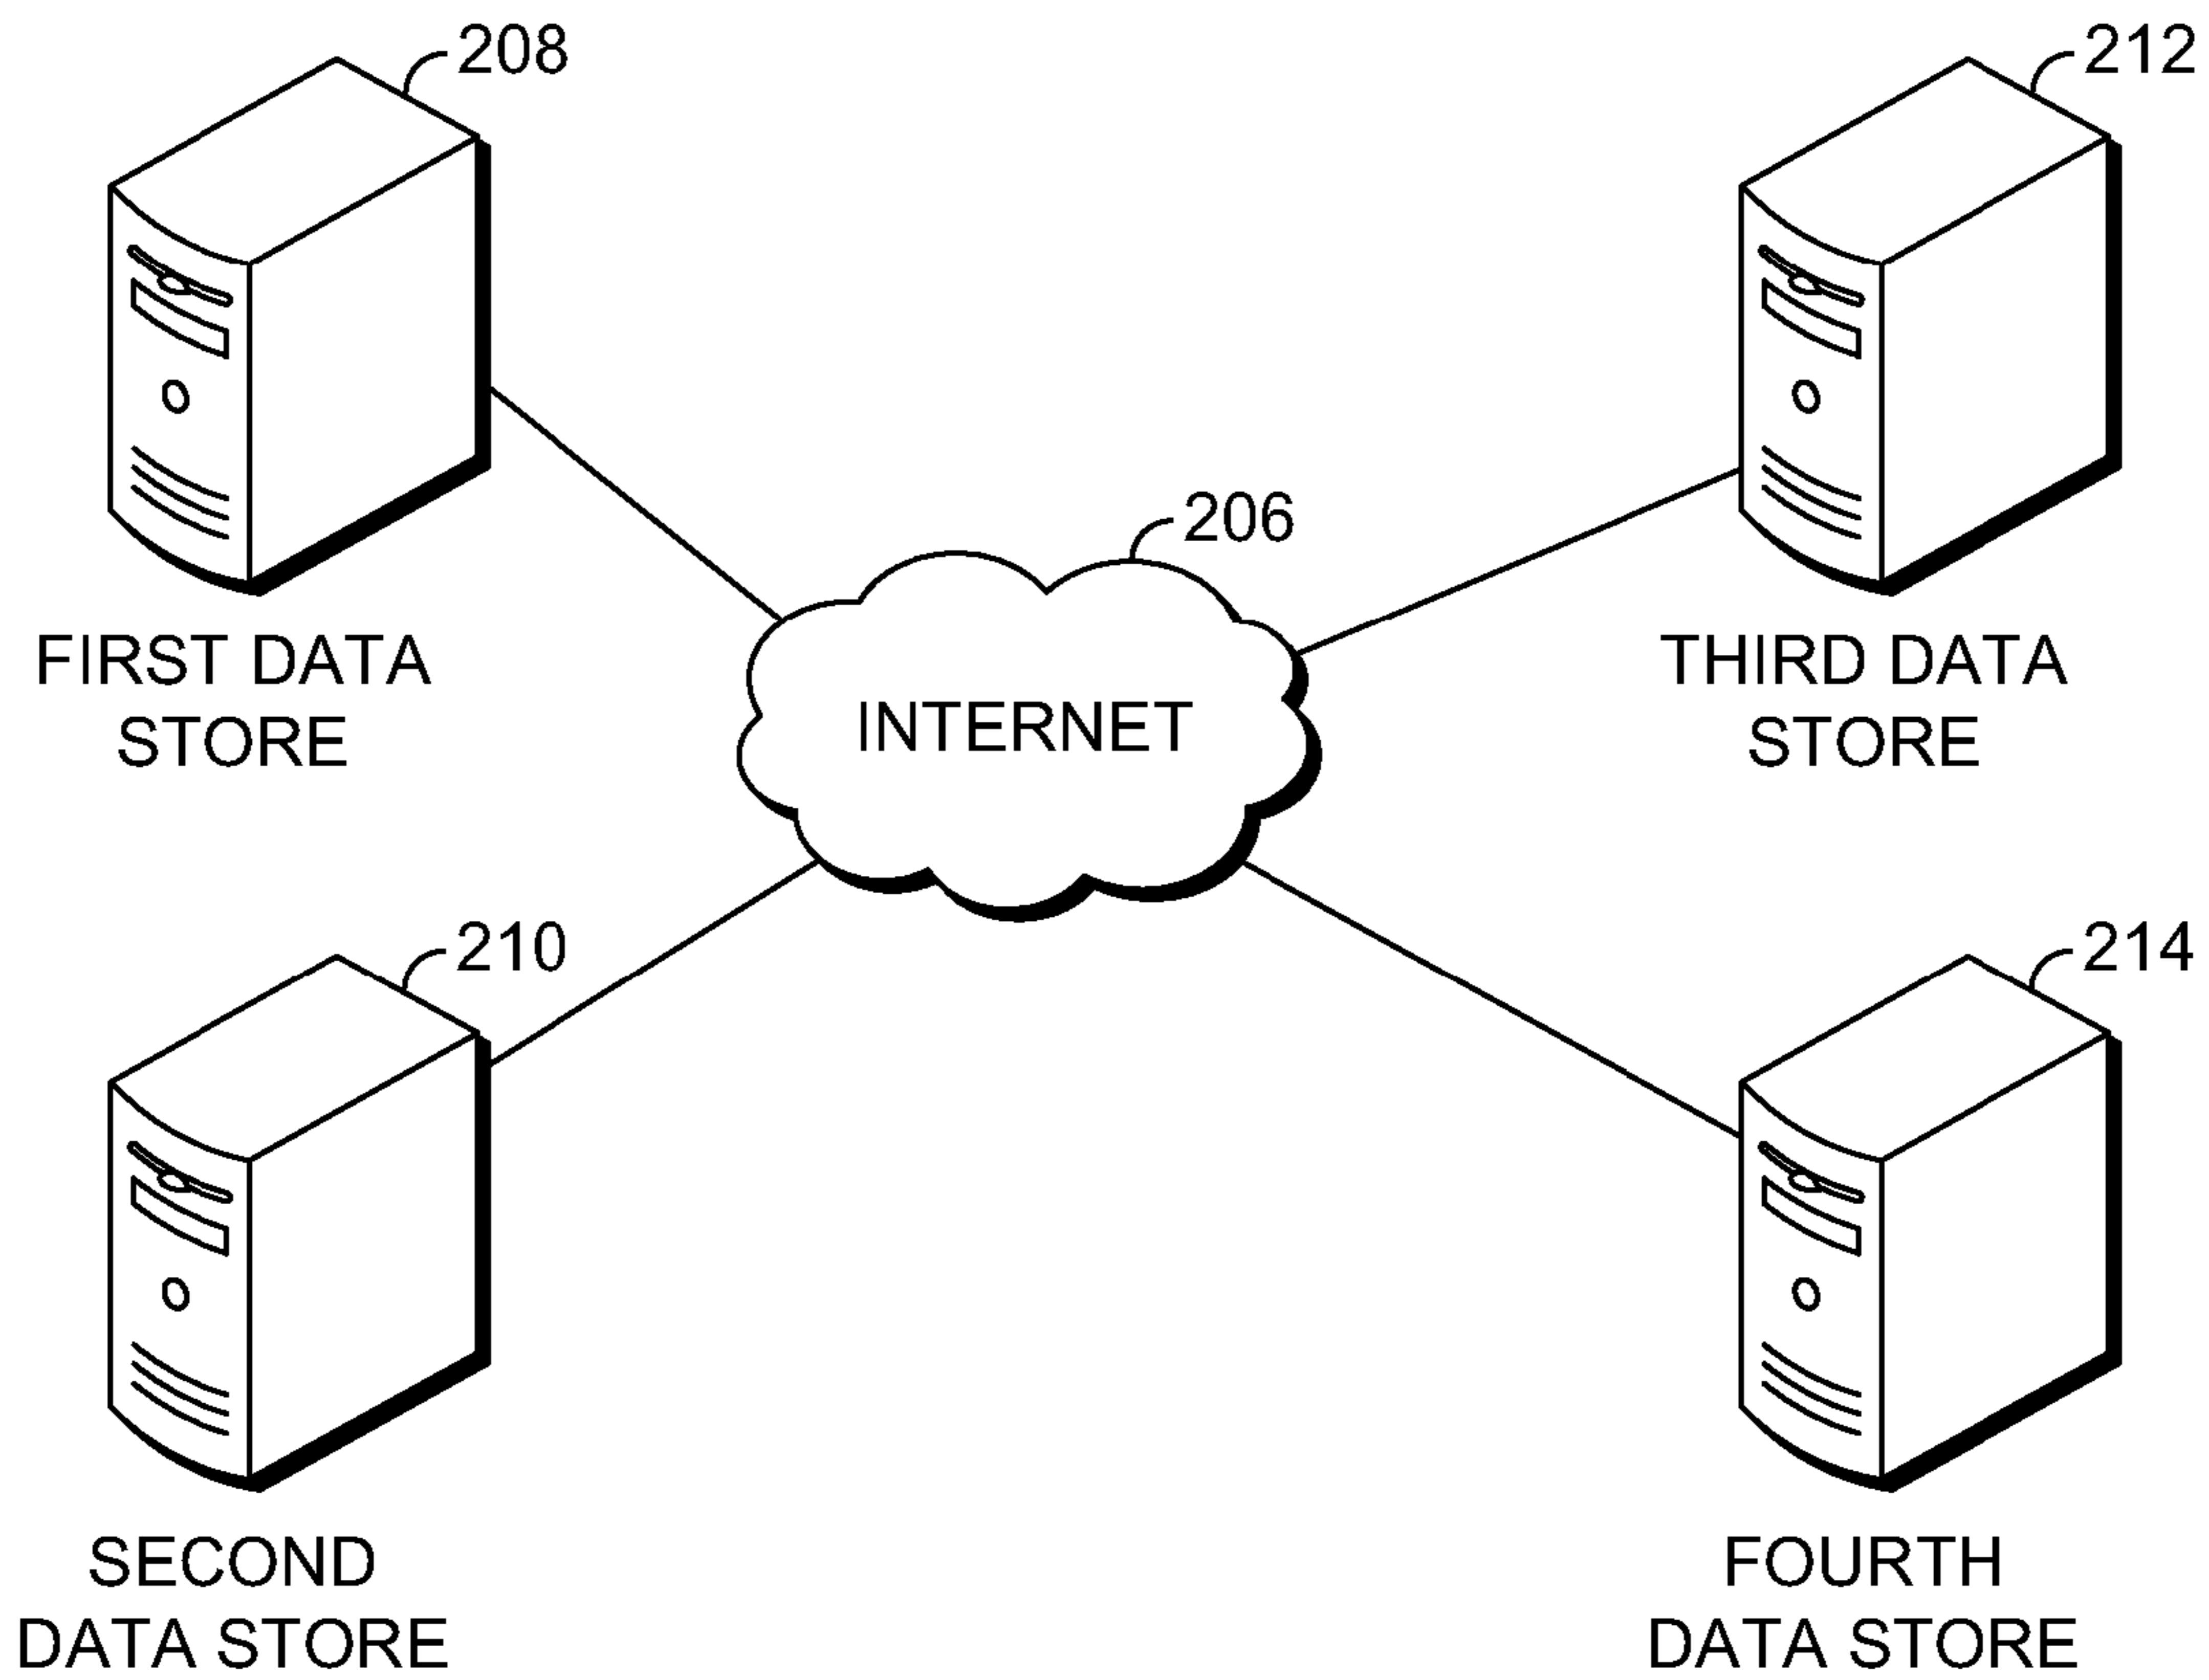 208
212
206
FIRST DATA
STORE
THIRD DATA
STORE
INTERNET
210
214
SECOND
DATA STORE
FOURTH
DATA STORE